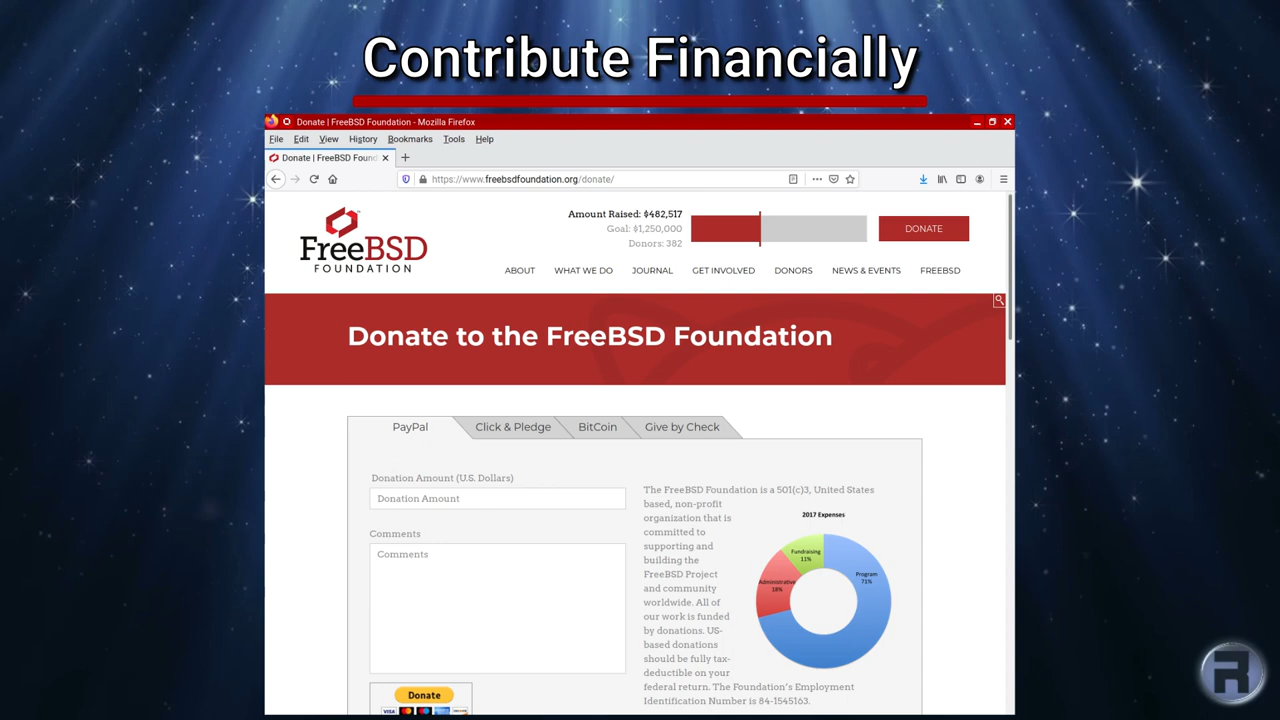 Contribute Financially
Donate | FreeBSD Foundation - Mozilla Firefox
File Edit View History Bookmarks Tools Help
Donate | FreeBSD Found
https://www.freebsdfoundation.org/donate/
Amount Raised: $482,517
Goal: $1,250,000
Donors: 382
DONATE
FreeBSD
FOUNDATION
ABOUT WHAT WE DO JOURNAL GET INVOLVED DONORS NEWS & EVENTS FREEBSD
Donate to the FreeBSD Foundation
PayPal Click & Pledge BitCoin Give by Check
Donation Amount (U.S. Dollars)
Donation Amount
Comments
Comments
Donate
VISA
The FreeBSD Foundation is a 501(c)3, United States
based, non-profit
organization that is
committed to
supporting and
building the
FreeBSD Project
and community
worldwide. All of
our work is funded
by donations. US-
based donations
should be fully tax-
deductible on your
federal return. The Foundation's Employment
Identification Number is 84-1545163.
2017 Expenses
Fundraising
11%
Program
71%
Administrative
18%
R